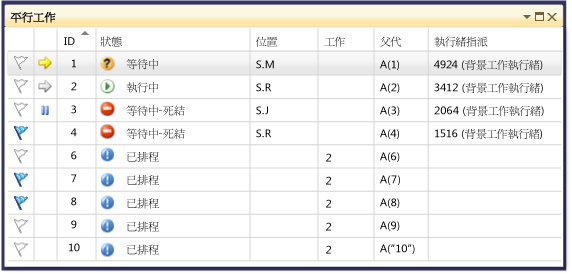 平行工作
ID 狀態 位置 工作 父代 執行緒指派
1 等待中 S.M A(1) 4924 (背景工作執行緒)
2 執行中 S.R A(2) 3412 (背景工作執行緒)
3 等待中-死結 S.J A(3) 2064 (背景工作執行緒)
4 等待中-死結 S.R A(4) 1516 (背景工作執行緒)
6 已排程 2 A(6)
7 已排程 2 A(7)
8 已排程 2 A(8)
9 已排程 2 A(9)
10 已排程 2 A("10")